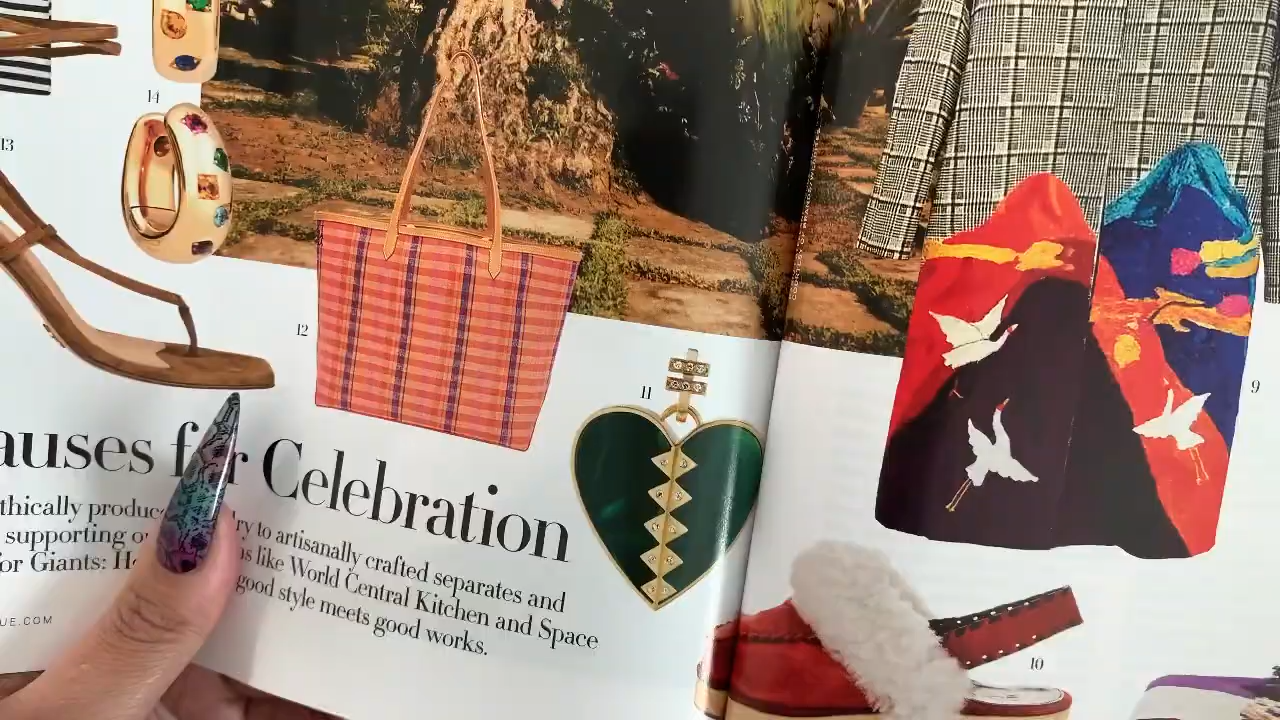 14
13
12
11
9
10
auses for Celebration
thically produc ry to artisanally crafted separates and
supporting o s like World Central Kitchen and Space
or Giants: H good style meets good works.
UE.COM